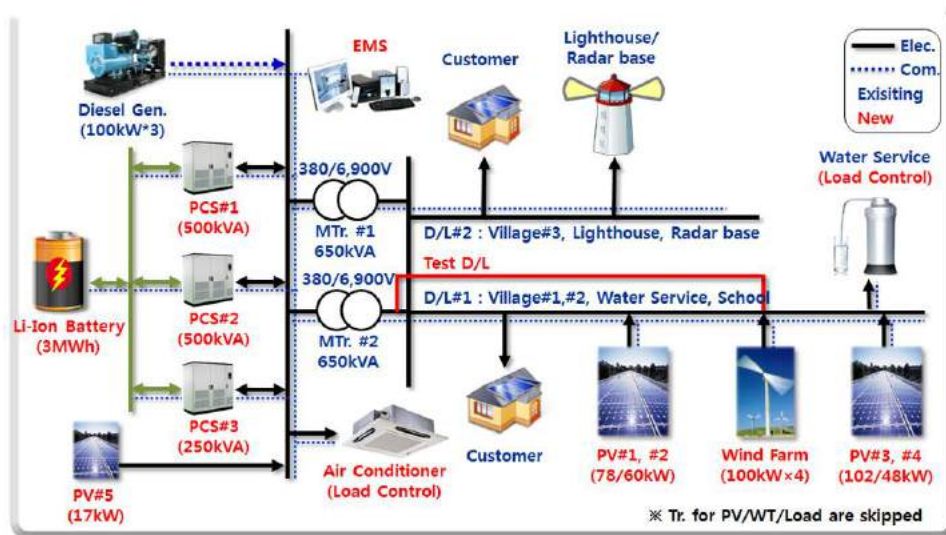 EMS
Customer
Lighthouse/
Radar base
Elec.
Com.
Exisiting
New
Diesel Gen.
(100kW*3)
Water Service
(Load Control)
380/6,900V
PCS#1
(500kVA)
MTr. #1
650kVA
D/L#2 : Village#3, Lighthouse, Radar base
Test D/L
380/6,900V
D/L#1 : Village#1,#2, Water Service, School
Li-Ion Battery
(3MWh)
PCS#2
(500kVA)
MTr. #2
650kVA
PCS#3
(250kVA)
PV#5
(17kW)
Air Conditioner
(Load Control)
Customer
PV#1, #2
(78/60kW)
Wind Farm
(100kW×4)
PV#3, #4
(102/48kW)
※ Tr. for PV/WT/Load are skipped